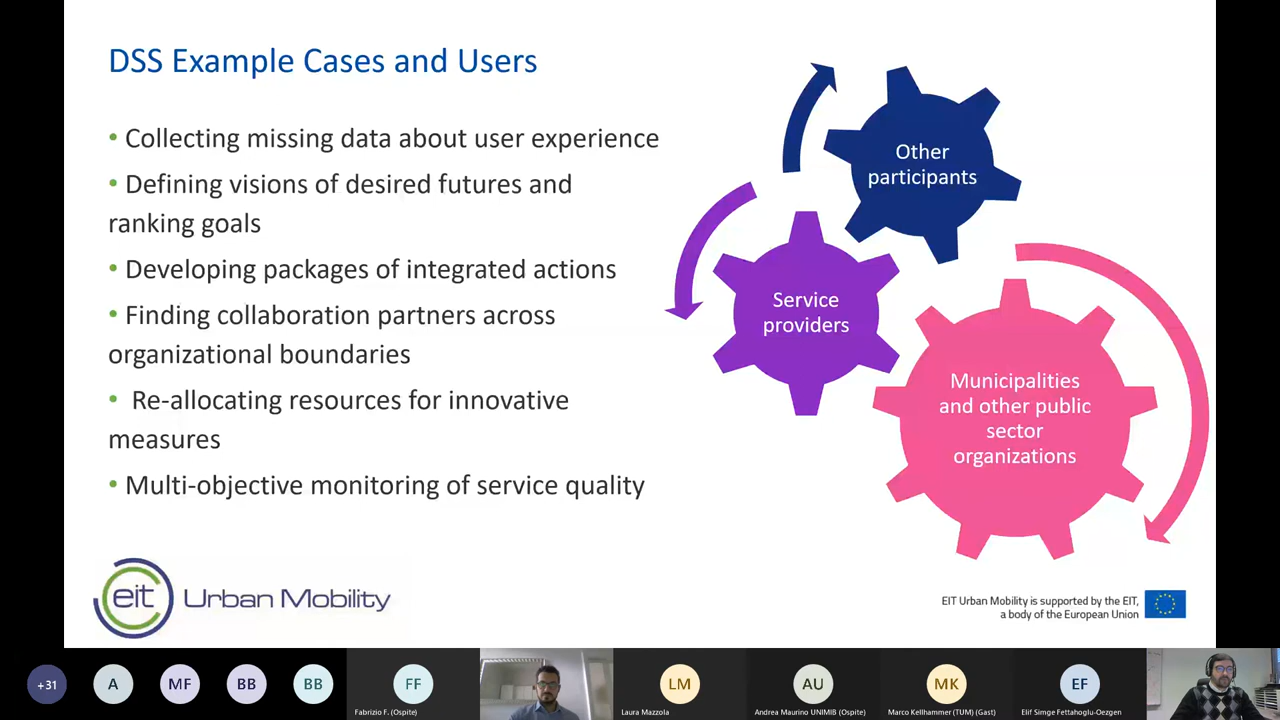 DSS Example Cases and Users
• Collecting missing data about user experience
• Defining visions of desired futures and
ranking goals
• Developing packages of integrated actions
• Finding collaboration partners across
organizational boundaries
• Re-allocating resources for innovative
measures
• Multi-objective monitoring of service quality
Other
participants
Service
providers
Municipalities
and other public
sector
organizations
eit Urban Mobility
EIT Urban Mobility is supported by the EIT,
a body of the European Union
+31
A
MF
BB
BB
FF
Fabrizio F. (Ospite)
LM
Laura Mazzola
AU
Andrea Maurino UNIMIB (Ospite)
MK
Marco Kellhammer (TUM) (Gast)
EF
Elif Simge Fettahoglu-Oezgen